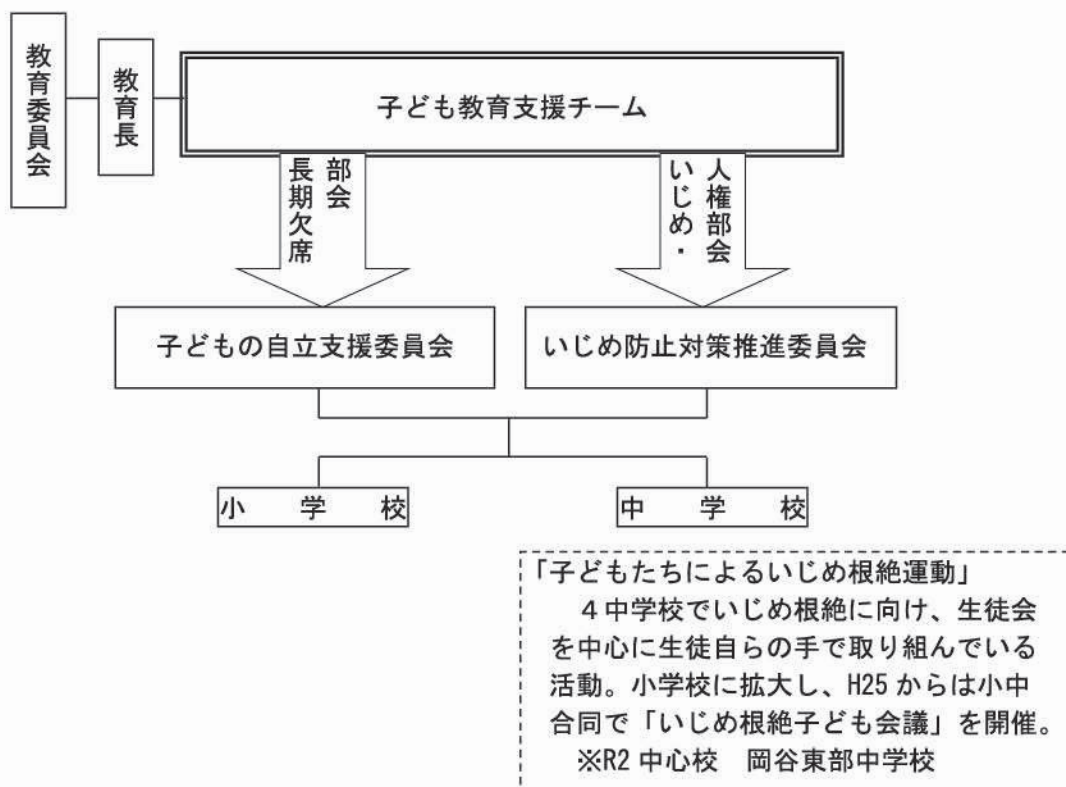 教育委員会
教育長
子ども教育支援チーム
長期欠席
部会
いじめ・
人権部会
子どもの自立支援委員会
いじめ防止対策推進委員会
小学校
中学校
「子どもたちによるいじめ根絶運動」
４中学校でいじめ根絶に向け、生徒会
を中心に生徒自らの手で取り組んでいる
活動。小学校に拡大し、H25からは小中
合同で「いじめ根絶子ども会議」を開催。
※R2中心校　岡谷東部中学校